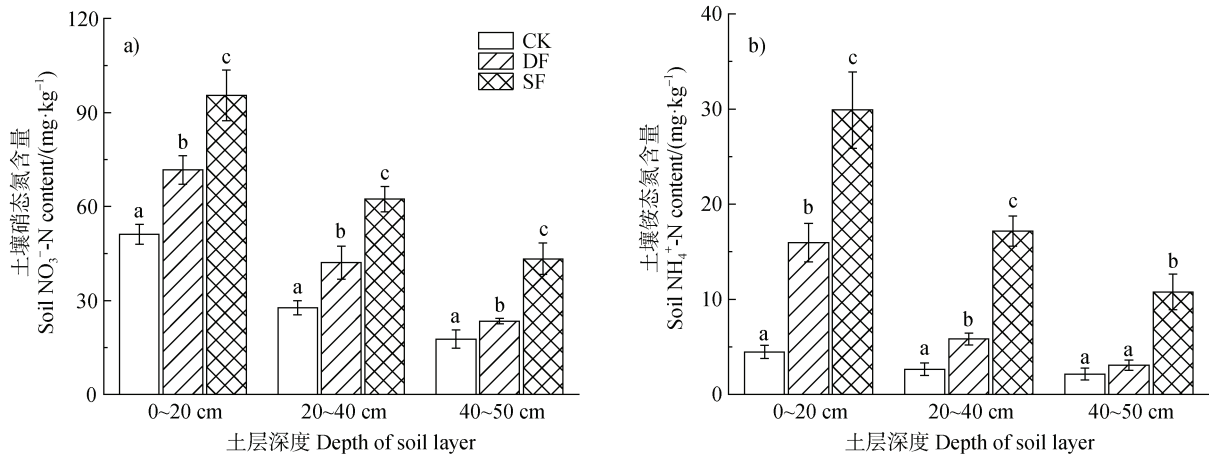 a)
土壤硝态氮含量
Soil NO₃⁻-N content/(mg·kg⁻¹)
120
90
60
30
0
CK
DF
SF
a
b
c
a
b
c
a
b
c
0~20 cm
20~40 cm
40~50 cm
土层深度 Depth of soil layer
b)
土壤铵态氮含量
Soil NH₄⁺-N content/(mg·kg⁻¹)
40
30
20
10
0
a
b
c
a
b
c
a
a
b
0~20 cm
20~40 cm
40~50 cm
土层深度 Depth of soil layer